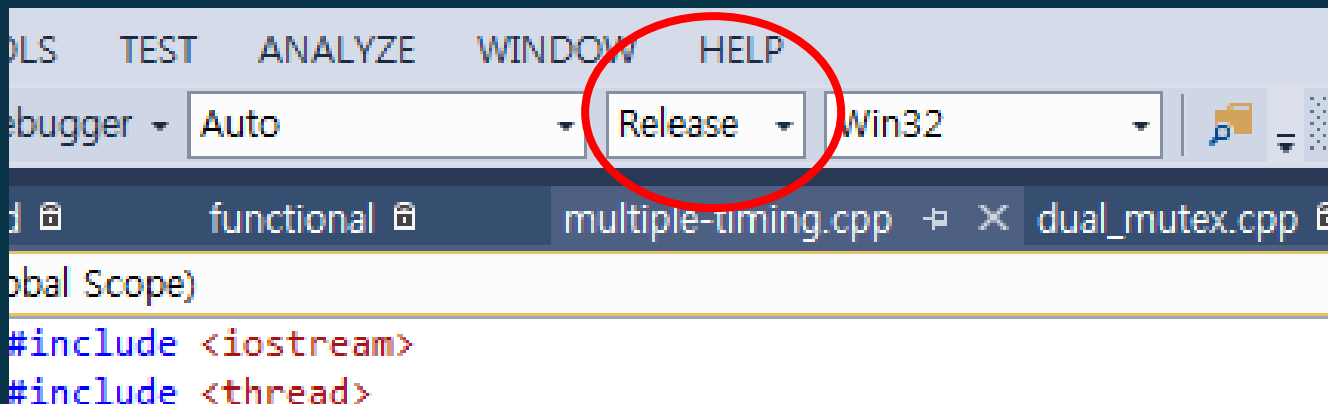 OLS TEST ANALYZE WINDOW HELP
ebugger Auto Release Win32
d functional multiple-timing.cpp dual_mutex.cpp
obal Scope)
#include <iostream>
#include <thread>